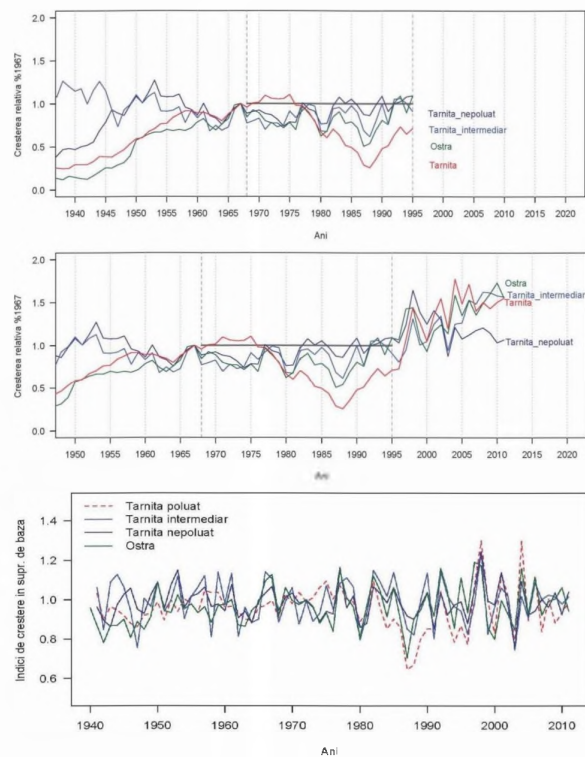 Cresterea relativa %1967
2.0
1.5
1.0
0.5
0.0
Tarnita_nepoluat
Tarnita_intermediar
Ostra
Tarnita
1940 1945 1950 1955 1960 1965 1970 1975 1980 1985 1990 1995 2000 2005 2010 2015 2020
Ani
Cresterea relativa %1967
2.0
1.5
1.0
0.5
0.0
Ostra
Tarnita_intermediar
Tarnita
Tarnita_nepoluat
1950 1955 1960 1965 1970 1975 1980 1985 1990 1995 2000 2005 2010 2015 2020
Ani
Indici de crestere in supr. de baza
1.4
1.2
1.0
0.8
0.6
Tarnita poluat
Tarnita intermediar
Tarnita nepoluat
Ostra
1940 1950 1960 1970 1980 1990 2000 2010
Ani